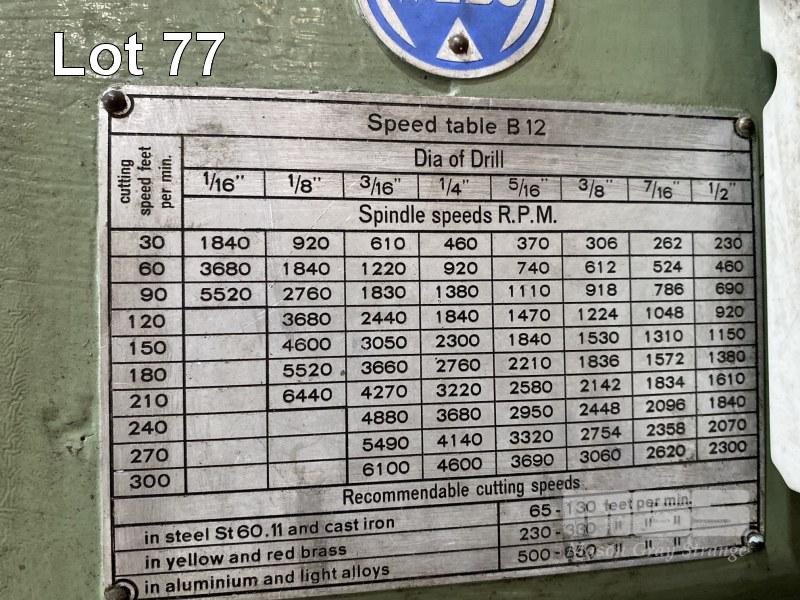 Lot 77
Speed table B 12
cutting speed feet per min.
Dia of Drill
1/16" 1/8" 3/16" 1/4" 5/16" 3/8" 7/16" 1/2"
Spindle speeds R.P.M.
30 1840 920 610 460 370 306 262 230
60 3680 1840 1220 920 740 612 524 460
90 5520 2760 1830 1380 1110 918 786 690
120 3680 2440 1840 1470 1224 1048 920
150 4600 3050 2300 1840 1530 1310 1150
180 5520 3660 2760 2210 1836 1572 1380
210 6440 4270 3220 2580 2142 1834 1610
240 4880 3680 2950 2448 2096 1840
270 5490 4140 3320 2754 2358 2070
300 6100 4600 3690 3060 2620 2300
Recommendable cutting speeds
in steel St 60.11 and cast iron 65 - 130 feet per min.
in yellow and red brass 230 - 330 " " — "
in aluminium and light alloys 500 - 650 " "
Gray Strange